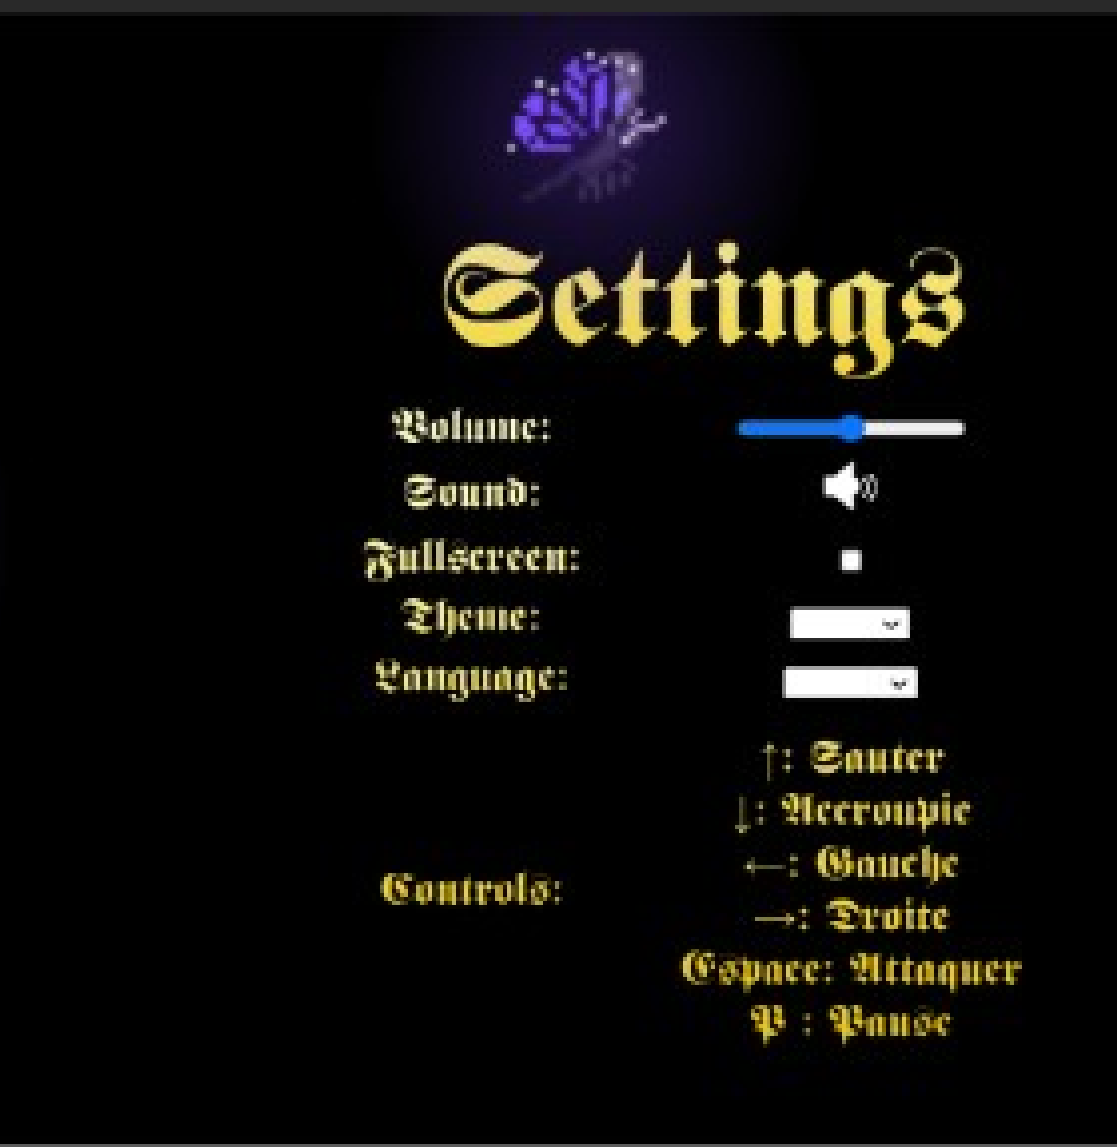 Settings
Volume:
Sound:
Fullscreen:
Theme:
Language:
Controls:
↑: Sauter
↓: Accroupie
←: Gauche
→: Droite
Espace: Attaquer
P : Pause